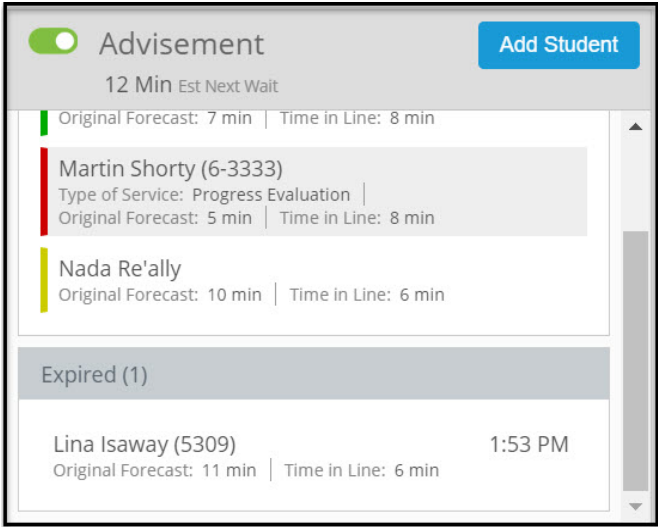 Advisement
Add Student
12 Min Est Next Wait
Original Forecast: 7 min | Time in Line: 8 min
Martin Shorty (6-3333)
Type of Service: Progress Evaluation |
Original Forecast: 5 min | Time in Line: 8 min
Nada Re'ally
Original Forecast: 10 min | Time in Line: 6 min
Expired (1)
Lina Isaway (5309) 1:53 PM
Original Forecast: 11 min | Time in Line: 6 min